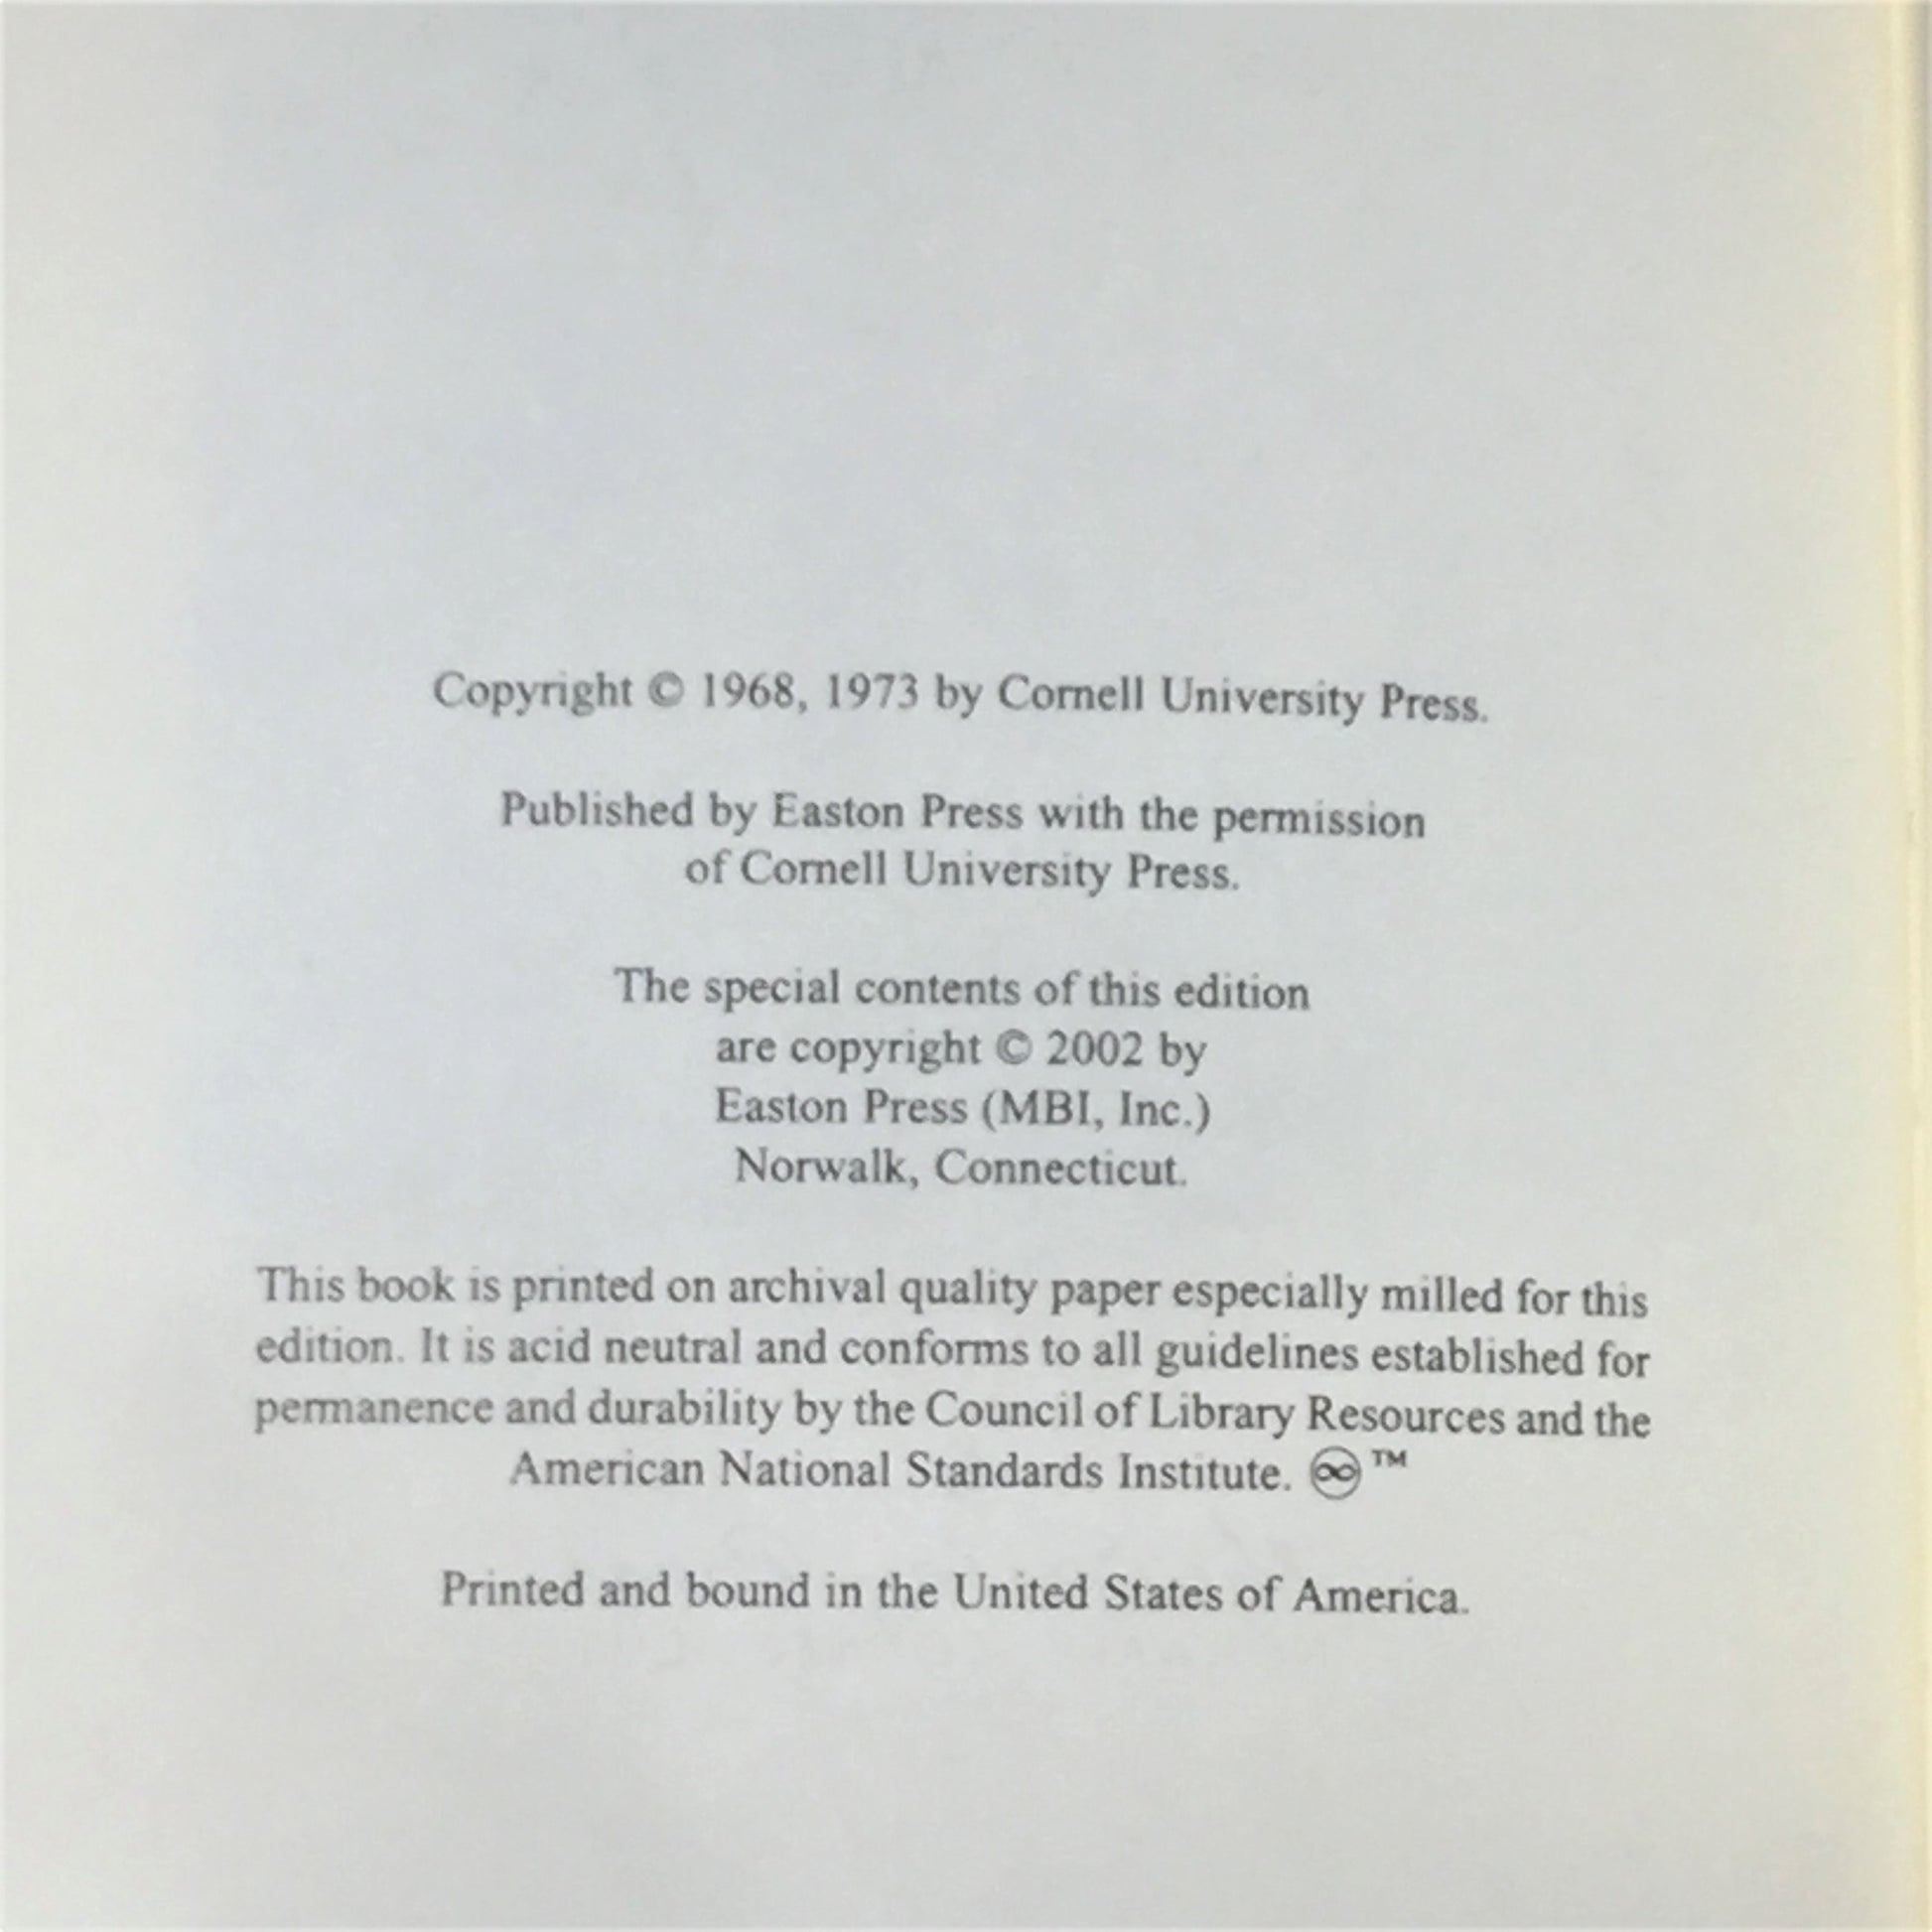 Copyright © 1968, 1973 by Cornell University Press.
Published by Easton Press with the permission
of Cornell University Press.
The special contents of this edition
are copyright © 2002 by
Easton Press (MBI, Inc.)
Norwalk, Connecticut.
This book is printed on archival quality paper especially milled for this
edition. It is acid neutral and conforms to all guidelines established for
permanence and durability by the Council of Library Resources and the
American National Standards Institute. ♾™
Printed and bound in the United States of America.